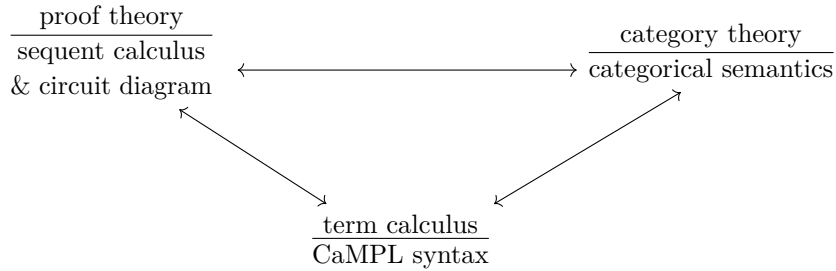 proof theory
sequent calculus
& circuit diagram
category theory
categorical semantics
term calculus
CaMPL syntax